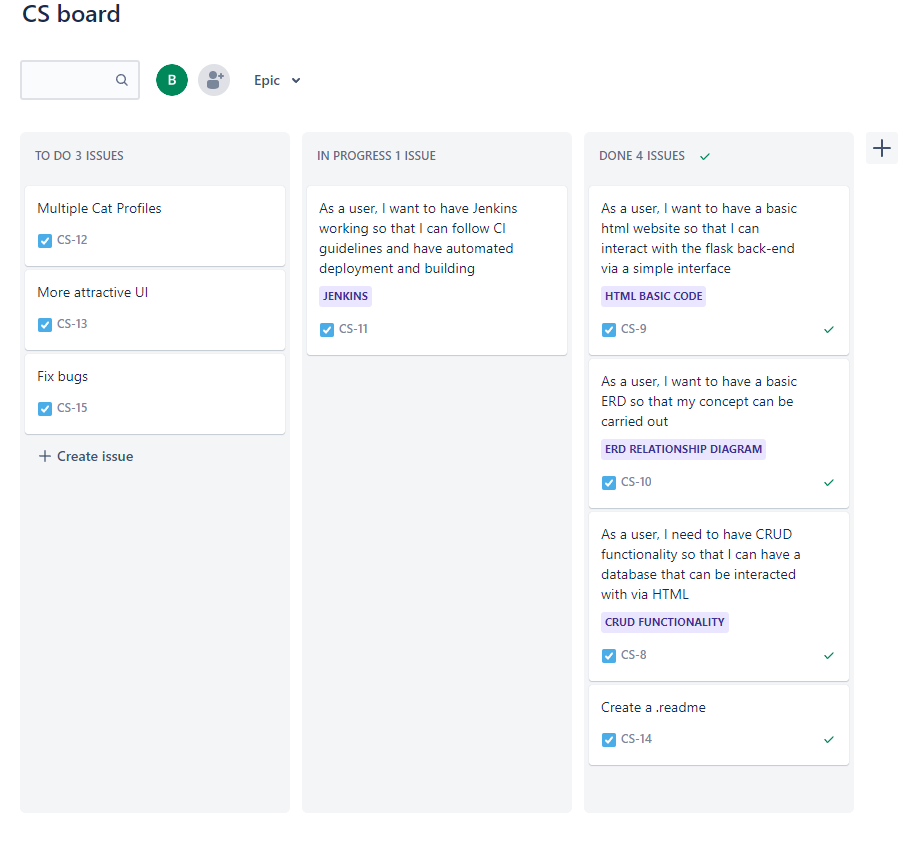 CS board
B
Epic
TO DO 3 ISSUES
Multiple Cat Profiles
CS-12
More attractive UI
CS-13
Fix bugs
CS-15
Create issue
IN PROGRESS 1 ISSUE
As a user, I want to have Jenkins
working so that I can follow CI
guidelines and have automated
deployment and building
JENKINS
CS-11
DONE 4 ISSUES
As a user, I want to have a basic
html website so that I can
interact with the flask back-end
via a simple interface
HTML BASIC CODE
CS-9
As a user, I want to have a basic
ERD so that my concept can be
carried out
ERD RELATIONSHIP DIAGRAM
CS-10
As a user, I need to have CRUD
functionality so that I can have a
database that can be interacted
with via HTML
CRUD FUNCTIONALITY
CS-8
Create a .readme
CS-14